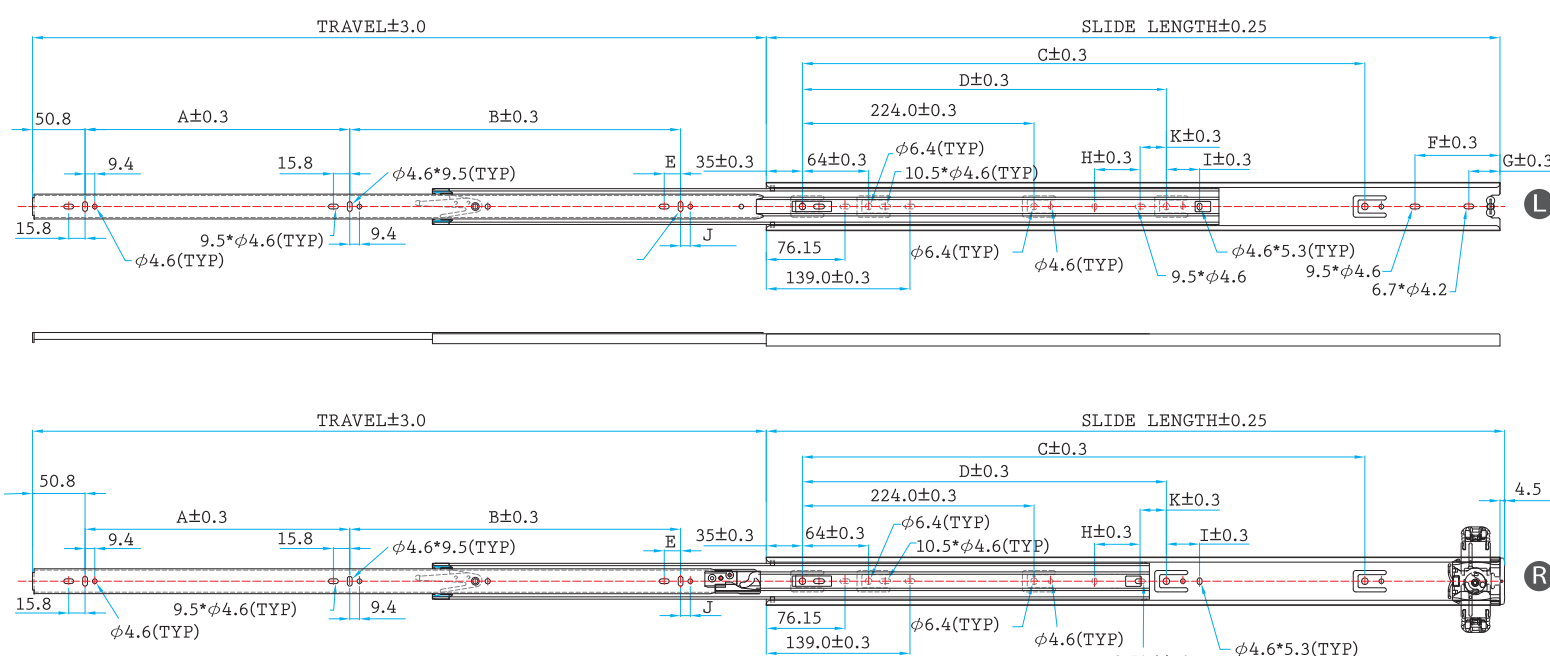 TRAVEL±3.0 SLIDE LENGTH±0.25
C±0.3
D±0.3
224.0±0.3
50.8 A±0.3 B±0.3 K±0.3 F±0.3
9.4 15.8 φ4.6*9.5(TYP) E 35±0.3 64±0.3 φ6.4(TYP) H±0.3 I±0.3 G±0.3
10.5*φ4.6(TYP)
L
15.8 9.5*φ4.6(TYP) 9.4 J 76.15 φ6.4(TYP) φ4.6*5.3(TYP)
φ4.6(TYP) 139.0±0.3 φ4.6(TYP) 9.5*φ4.6 9.5*φ4.6
6.7*φ4.2
TRAVEL±3.0 SLIDE LENGTH±0.25
C±0.3
D±0.3
50.8 224.0±0.3 K±0.3 4.5
A±0.3 B±0.3 φ6.4(TYP)
9.4 15.8 φ4.6*9.5(TYP) E 35±0.3 64±0.3 10.5*φ4.6(TYP) H±0.3 I±0.3
R
15.8 9.5*φ4.6(TYP) 9.4 J 76.15 φ6.4(TYP)
φ4.6(TYP) 139.0±0.3 φ4.6(TYP) φ4.6*5.3(TYP)